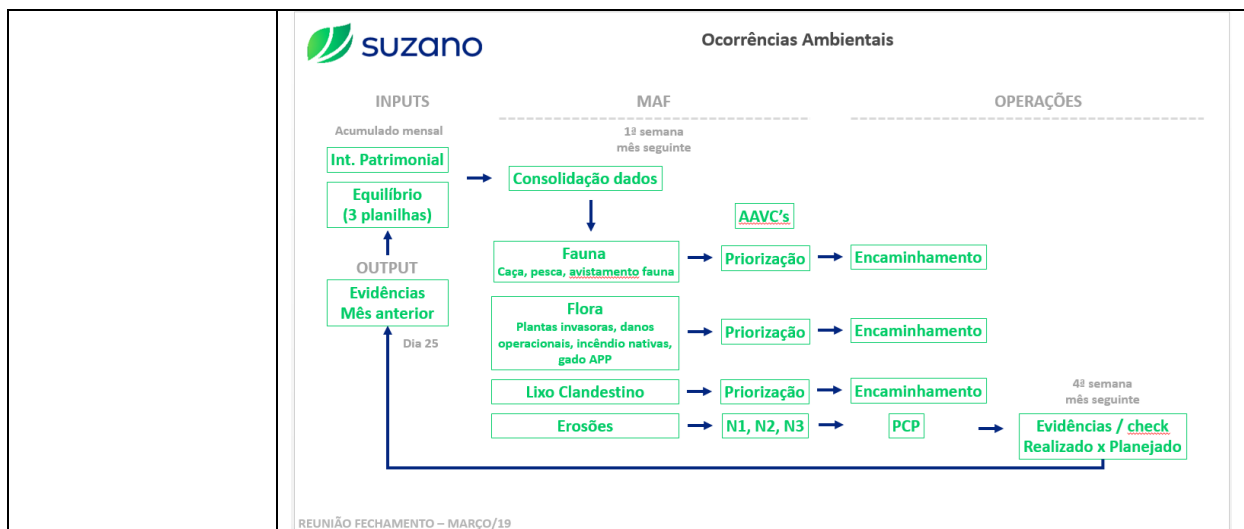 suzano
Ocorrências Ambientais
INPUTS
MAF
OPERAÇÕES
Acumulado mensal
1ª semana
mês seguinte
Int. Patrimonial
Consolidação dados
Equilíbrio
(3 planilhas)
AAVC’s
OUTPUT
Fauna
Caça, pesca, avistamento fauna
Priorização
Encaminhamento
Evidências
Mês anterior
Dia 25
Flora
Plantas invasoras, danos
operacionais, incêndio nativas,
gado APP
Priorização
Encaminhamento
Lixo Clandestino
Priorização
Encaminhamento
4ª semana
mês seguinte
Erosões
N1, N2, N3
PCP
Evidências / check
Realizado x Planejado
REUNIÃO FECHAMENTO – MARÇO/19